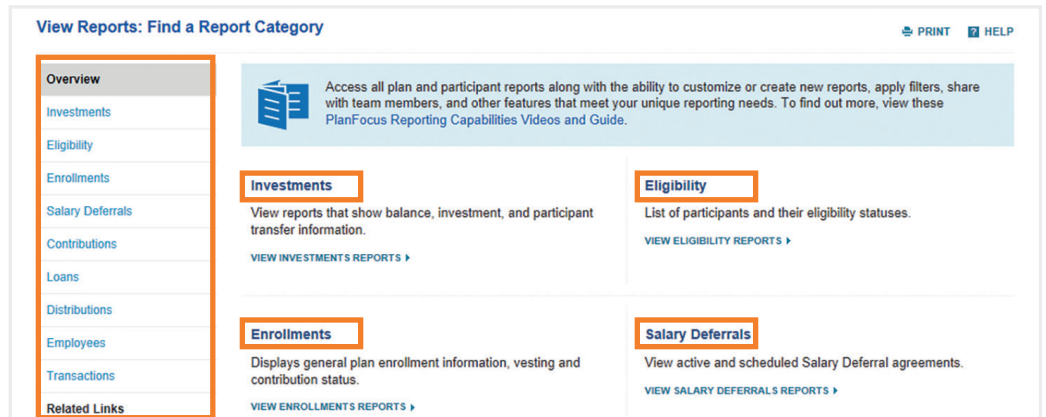 View Reports: Find a Report Category
PRINT
HELP
Overview
Investments
Eligibility
Enrollments
Salary Deferrals
Contributions
Loans
Distributions
Employees
Transactions
Related Links
Access all plan and participant reports along with the ability to customize or create new reports, apply filters, share
with team members, and other features that meet your unique reporting needs. To find out more, view these
PlanFocus Reporting Capabilities Videos and Guide.
Investments
View reports that show balance, investment, and participant
transfer information.
VIEW INVESTMENTS REPORTS
Eligibility
List of participants and their eligibility statuses.
VIEW ELIGIBILITY REPORTS
Enrollments
Displays general plan enrollment information, vesting and
contribution status.
VIEW ENROLLMENTS REPORTS
Salary Deferrals
View active and scheduled Salary Deferral agreements.
VIEW SALARY DEFERRALS REPORTS